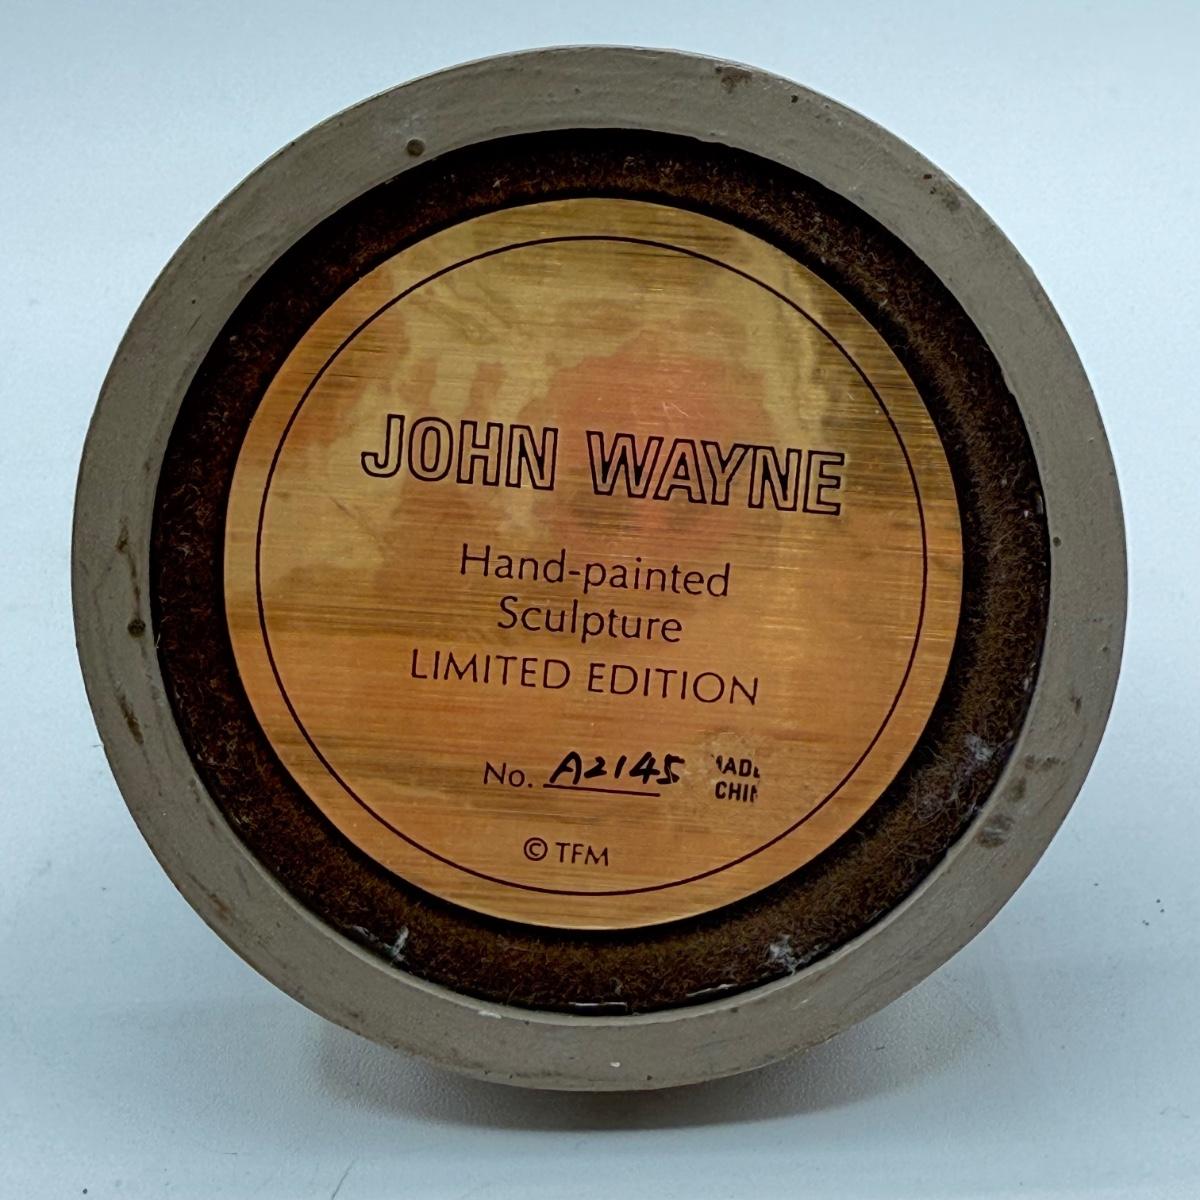 JOHN WAYNE
Hand-painted
Sculpture
LIMITED EDITION
No. A2145
© TFM